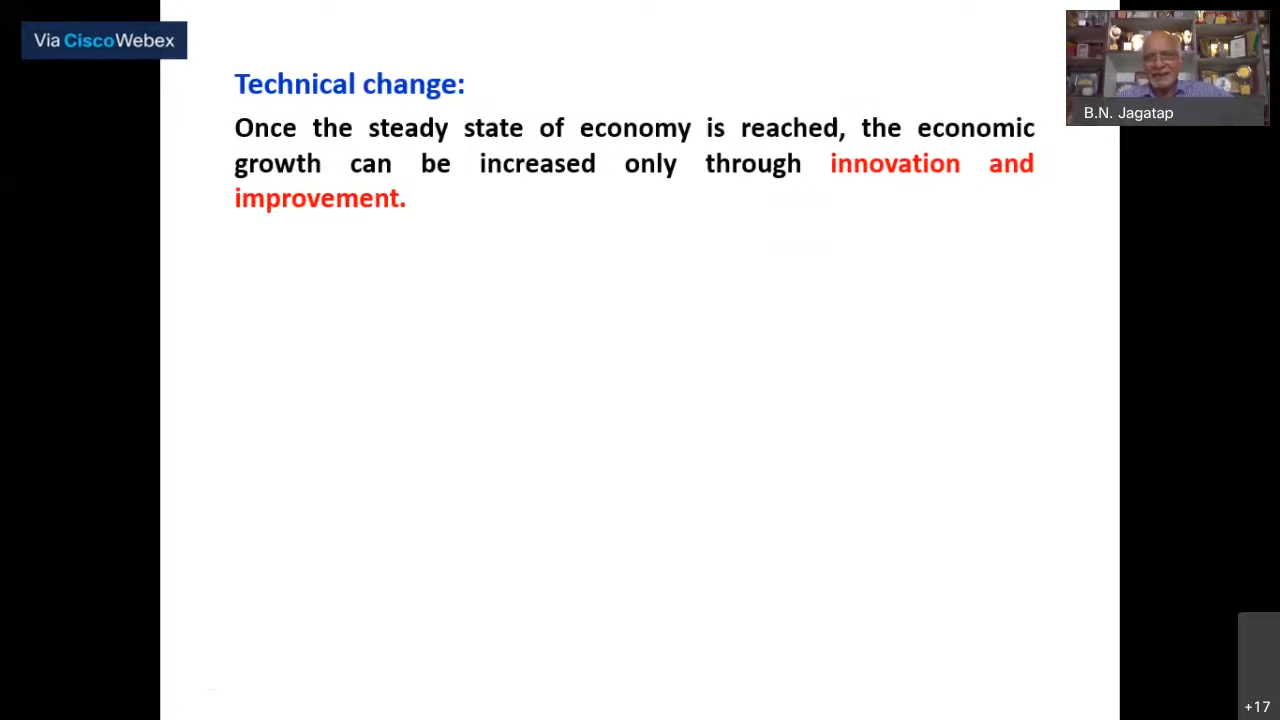 Via CiscoWebex
Technical change:
Once the steady state of economy is reached, the economic
growth can be increased only through innovation and
improvement.
B.N. Jagatap
+17